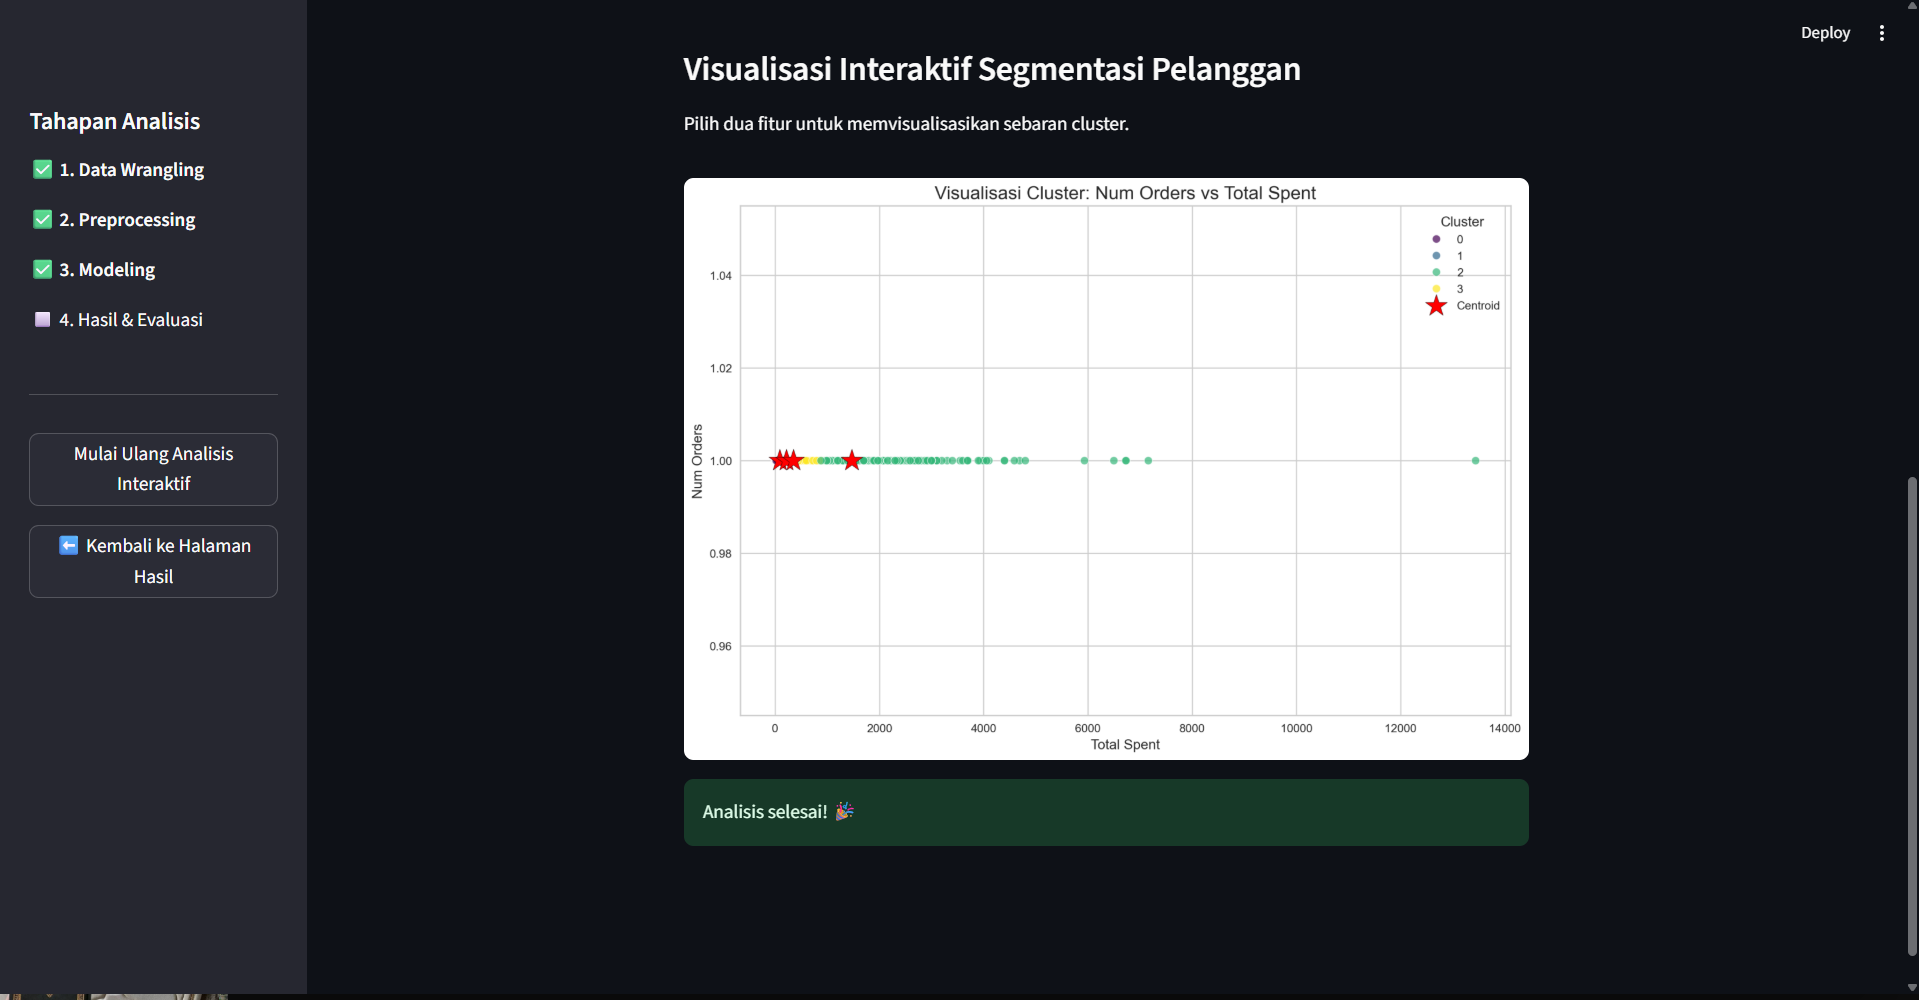 Deploy
Tahapan Analisis
✅ 1. Data Wrangling
✅ 2. Preprocessing
✅ 3. Modeling
4. Hasil & Evaluasi
Mulai Ulang Analisis
Interaktif
⬅️ Kembali ke Halaman
Hasil
Visualisasi Interaktif Segmentasi Pelanggan
Pilih dua fitur untuk memvisualisasikan sebaran cluster.
Visualisasi Cluster: Num Orders vs Total Spent
Cluster
0
1
2
3
Centroid
1.04
1.02
1.00
0.98
0.96
Num Orders
0 2000 4000 6000 8000 10000 12000 14000
Total Spent
Analisis selesai! 🎉